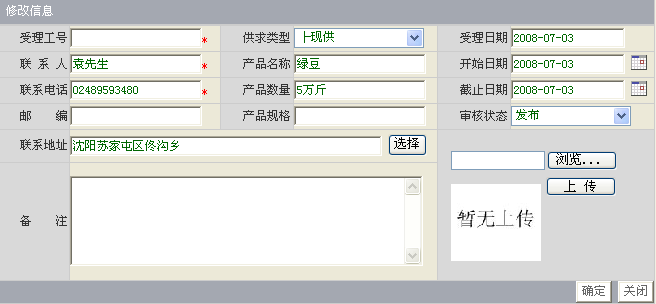 修改信息
受理工号 * 供求类型 ├现供 受理日期 2008-07-03
联 系 人 袁先生 * 产品名称 绿豆 开始日期 2008-07-03
联系电话 02489593480 * 产品数量 5万斤 截止日期 2008-07-03
邮 编 产品规格 审核状态 发布
联系地址 沈阳苏家屯区佟沟乡 选择
浏览...
上 传
备 注 暂无上传
确定 关闭